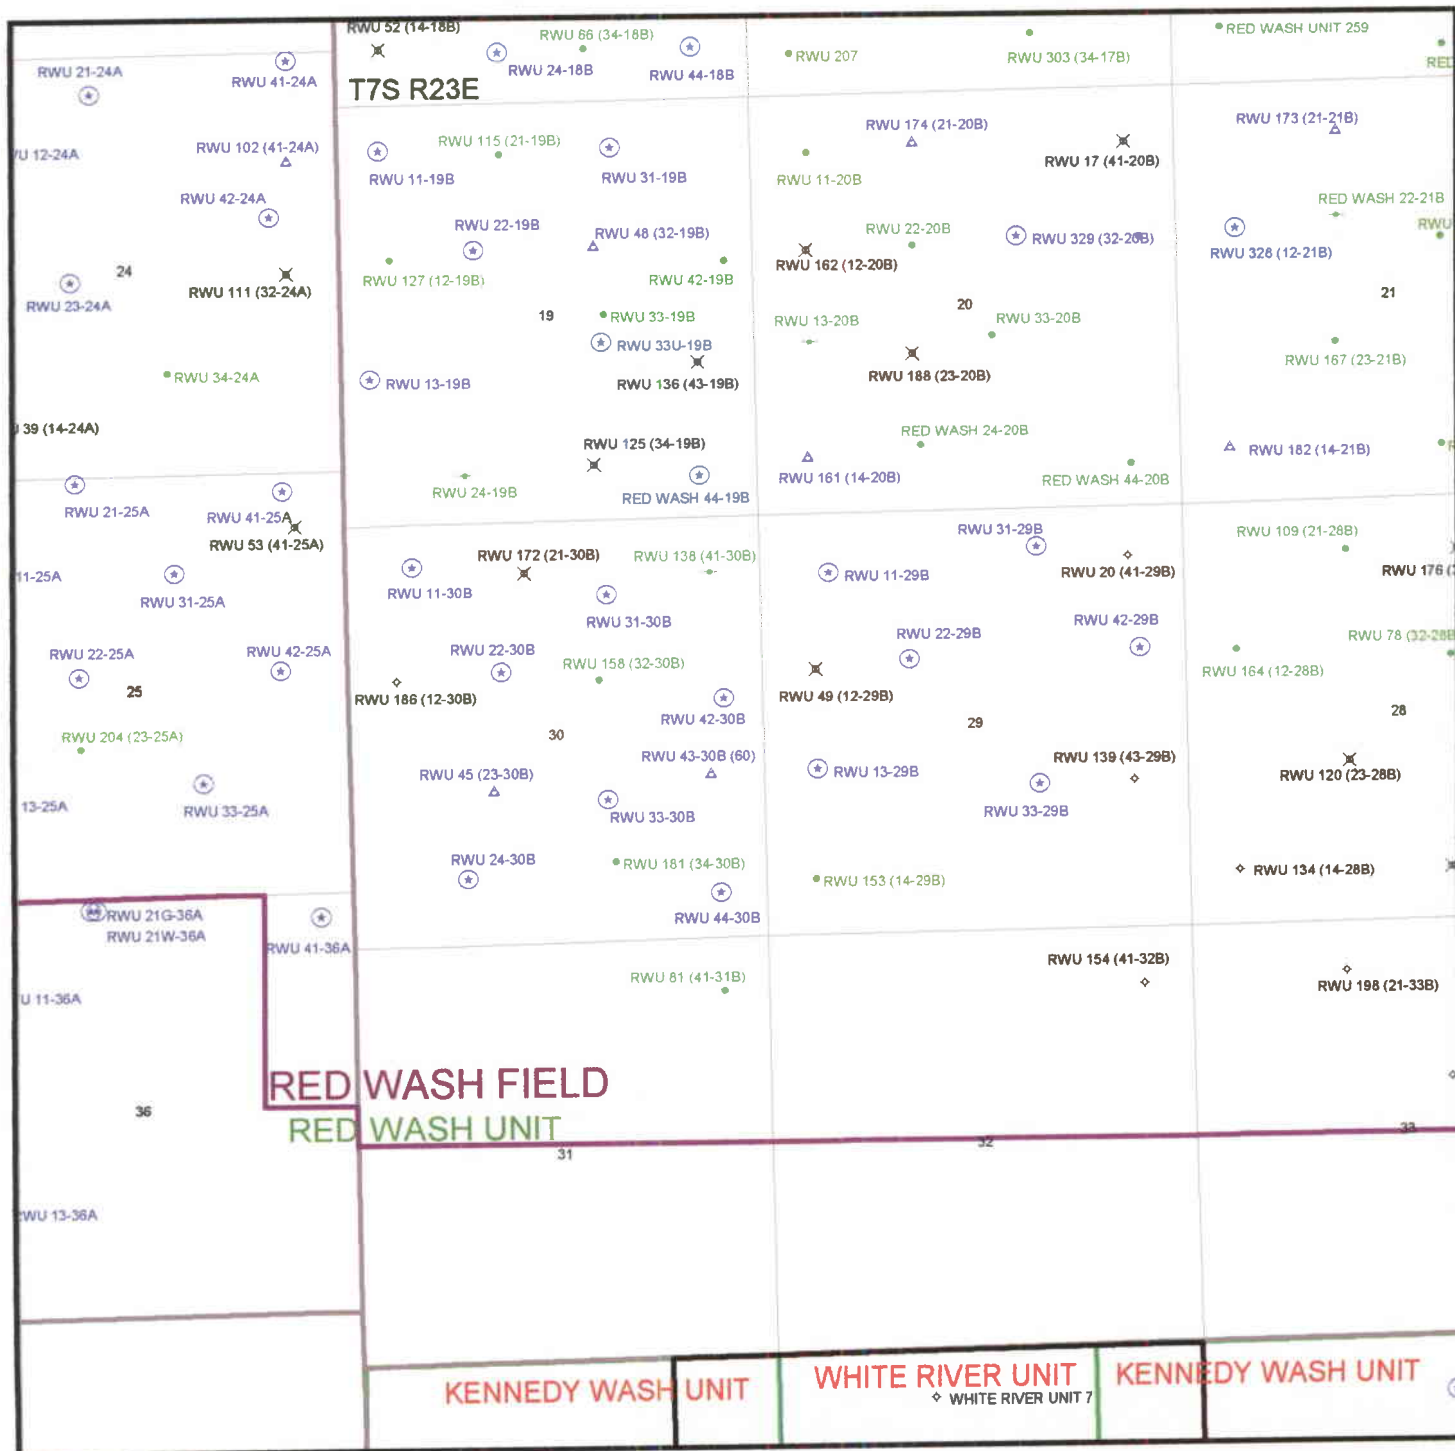 RWU 52 (14-18B)
RWU 66 (34-18B)
RED WASH UNIT 259
RWU 207
RWU 303 (34-17B)
RED
RWU 21-24A
RWU 41-24A
RWU 24-18B
RWU 44-18B
T7S R23E
RWU 174 (21-20B)
RWU 173 (21-21B)
RWU 102 (41-24A)
RWU 115 (21-19B)
RWU 17 (41-20B)
12-24A
RWU 11-19B
RWU 31-19B
RWU 11-20B
RWU 42-24A
RED WASH 22-21B
RWU 22-19B
RWU 48 (32-19B)
RWU 22-20B
RWU 329 (32-20B)
RWU
RWU 328 (12-21B)
24
RWU 127 (12-19B)
RWU 42-19B
RWU 162 (12-20B)
RWU 111 (32-24A)
RWU 23-24A
19
RWU 33-19B
20
21
RWU 13-20B
RWU 33-20B
RWU 33U-19B
RWU 167 (23-21B)
RWU 34-24A
RWU 13-19B
RWU 136 (43-19B)
RWU 188 (23-20B)
39 (14-24A)
RWU 125 (34-19B)
RED WASH 24-20B
RWU 182 (14-21B)
RWU 24-19B
RED WASH 44-19B
RWU 161 (14-20B)
RED WASH 44-20B
RWU 21-25A
RWU 41-25A
RWU 53 (41-25A)
RWU 31-29B
RWU 109 (21-28B)
RWU 172 (21-30B)
RWU 138 (41-30B)
RWU 20 (41-29B)
RWU 176 (
11-25A
RWU 11-30B
RWU 11-29B
RWU 31-25A
RWU 31-30B
RWU 42-29B
RWU 22-29B
RWU 78 (32-28B
RWU 22-25A
RWU 42-25A
RWU 22-30B
RWU 158 (32-30B)
RWU 164 (12-28B)
25
RWU 186 (12-30B)
RWU 49 (12-29B)
RWU 42-30B
28
29
RWU 204 (23-25A)
30
RWU 43-30B (60)
RWU 139 (43-29B)
RWU 45 (23-30B)
RWU 13-29B
RWU 120 (23-28B)
13-25A
RWU 33-25A
RWU 33-30B
RWU 33-29B
RWU 24-30B
RWU 181 (34-30B)
RWU 153 (14-29B)
RWU 134 (14-28B)
RWU 21G-36A
RWU 44-30B
RWU 21W-36A
RWU 41-36A
RWU 154 (41-32B)
RWU 81 (41-31B)
RWU 198 (21-33B)
U 11-36A
RED WASH FIELD
36
RED WASH UNIT
31
32
33
RWU 13-36A
KENNEDY WASH UNIT
WHITE RIVER UNIT
KENNEDY WASH UNIT
WHITE RIVER UNIT 7